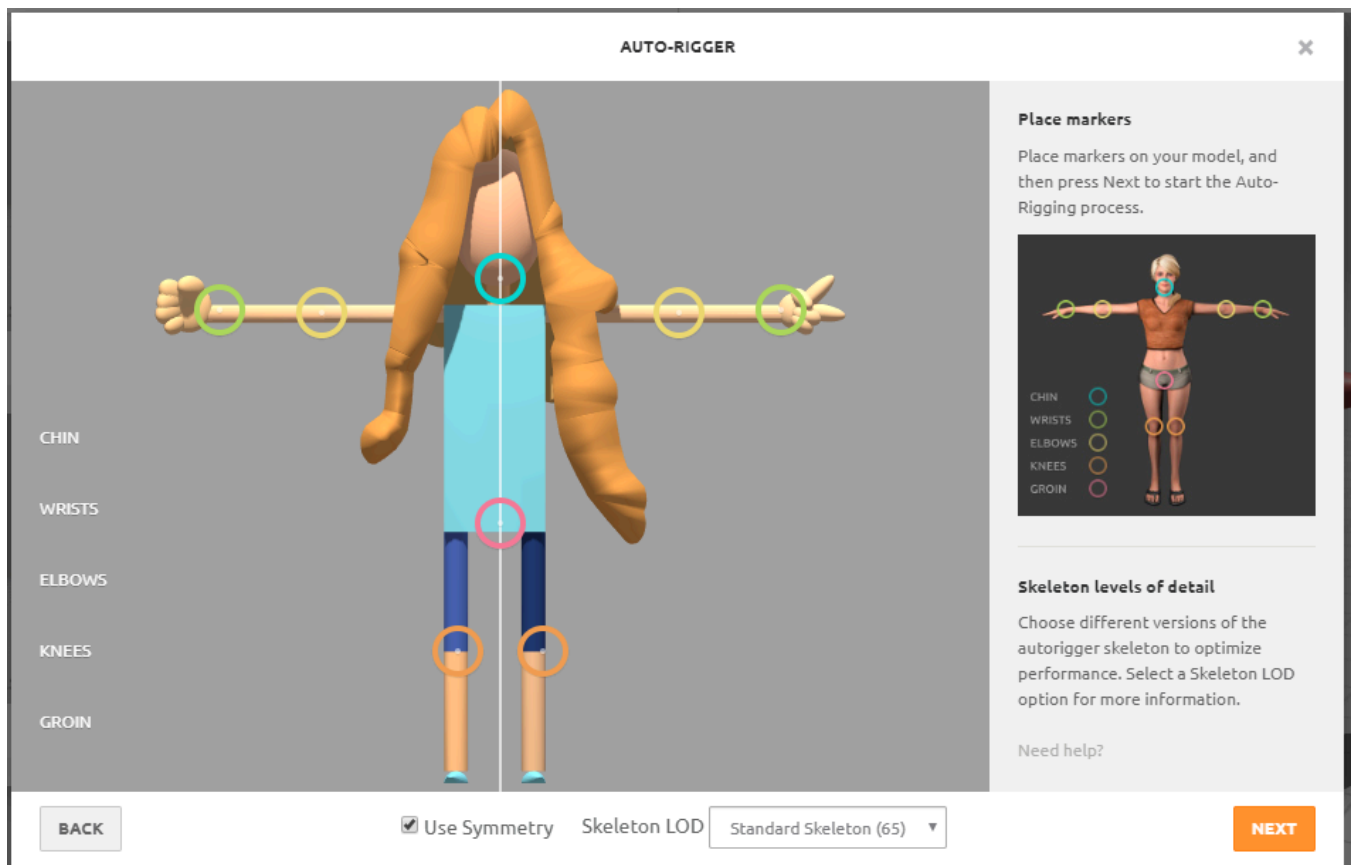 AUTO-RIGGER
×
CHIN
WRISTS
ELBOWS
KNEES
GROIN
Place markers
Place markers on your model, and
then press Next to start the Auto-
Rigging process.
CHIN
WRISTS
ELBOWS
KNEES
GROIN
Skeleton levels of detail
Choose different versions of the
autorigger skeleton to optimize
performance. Select a Skeleton LOD
option for more information.
Need help?
BACK
Use Symmetry
Skeleton LOD
Standard Skeleton (65)
NEXT